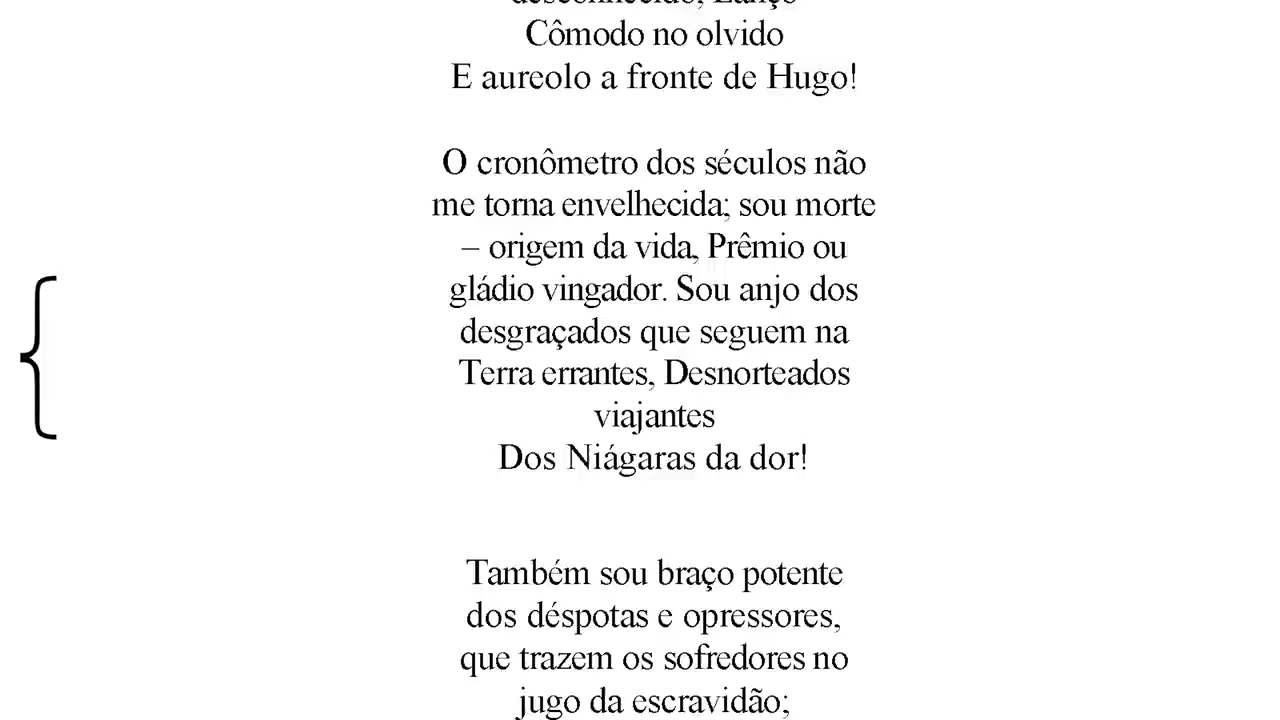 desconhecido, Lanço
Cômodo no olvido
E aureolo a fronte de Hugo!
O cronômetro dos séculos não
me torna envelhecida; sou morte
– origem da vida, Prêmio ou
gládio vingador. Sou anjo dos
desgraçados que seguem na
Terra errantes, Desnorteados
viajantes
Dos Niágaras da dor!
Também sou braço potente
dos déspotas e opressores,
que trazem os sofredores no
jugo da escravidão;